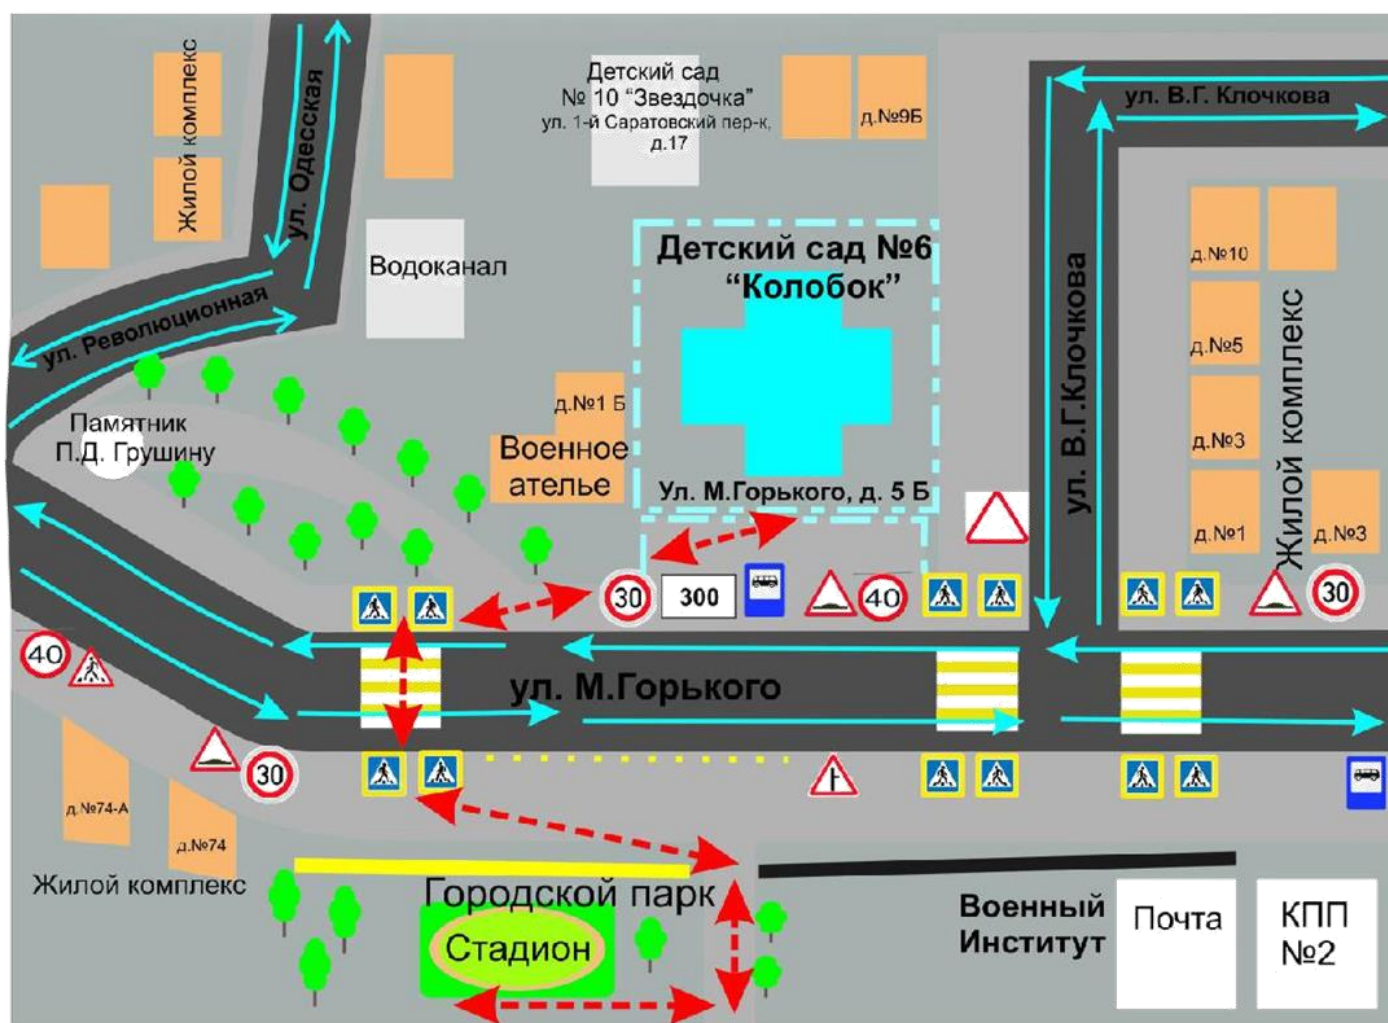 Жилой комплекс
ул. Одесская
Детский сад
№ 10 “Звездочка”
ул. 1-й Саратовский пер-к,
д.17
д.№9Б
ул. В.Г. Клочкова
Водоканал
Детский сад №6
“Колобок”
Ул. М.Горького, д. 5 Б
ул. Революционная
Памятник
П.Д. Грушину
д.№1 Б
Военное
ателье
ул. В.Г.Клочкова
д.№10
д.№5
д.№3
д.№1
д.№3
Жилой комплекс
30
300
40
30
ул. М.Горького
40
30
д.№74-А
д.№74
Жилой комплекс
Городской парк
Стадион
Военный
Институт
Почта
КПП
№2